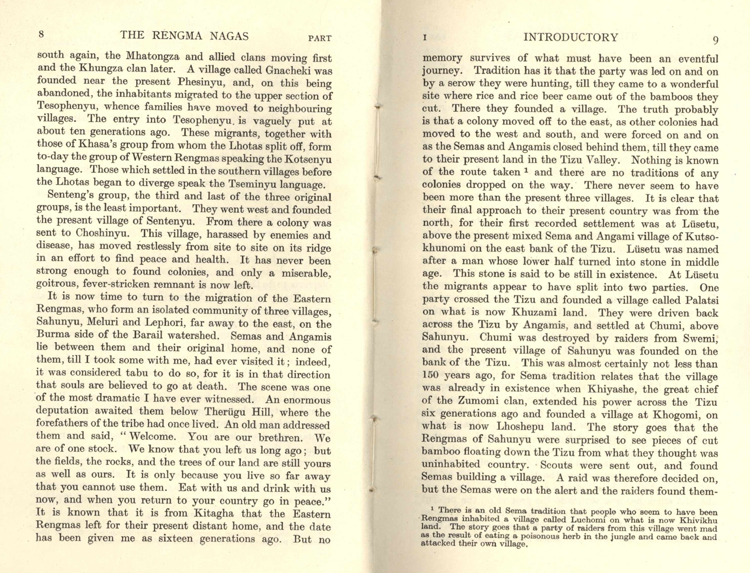 8 THE RENGMA NAGAS PART
south again, the Mhatongza and allied clans moving first
and the Khungza clan later. A village called Gnacheki was
founded near the present Phesinyu, and, on this being
abandoned, the inhabitants migrated to the upper section of
Tesophenyu, whence families have moved to neighbouring
villages. The entry into Tesophenyu is vaguely put at
about ten generations ago. These migrants, together with
those of Khasa's group from whom the Lhotas split off, form
to-day the group of Western Rengmas speaking the Kotsenyu
language. Those which settled in the southern villages before
the Lhotas began to diverge speak the Tseminyu language.
Senteng's group, the third and last of the three original
groups, is the least important. They went west and founded
the present village of Sentenyu. From there a colony was
sent to Choshinyu. This village, harassed by enemies and
disease, has moved restlessly from site to site on its ridge
in an effort to find peace and health. It has never been
strong enough to found colonies, and only a miserable,
goitrous, fever-stricken remnant is now left.
It is now time to turn to the migration of the Eastern
Rengmas, who form an isolated community of three villages,
Sahunyu, Meluri and Lephori, far away to the east, on the
Burma side of the Barail watershed. Semas and Angamis
lie between them and their original home, and none of
them, till I took some with me, had ever visited it; indeed,
it was considered tabu to do so, for it is in that direction
that souls are believed to go at death. The scene was one
of the most dramatic I have ever witnessed. An enormous
deputation awaited them below Therügu Hill, where the
forefathers of the tribe had once lived. An old man addressed
them and said, "Welcome. You are our brethren. We
are of one stock. We know that you left us long ago; but
the fields, the rocks, and the trees of our land are still yours
as well as ours. It is only because you live so far away
that you cannot use them. Eat with us and drink with us
now, and when you return to your country go in peace."
It is known that it is from Kitagha that the Eastern
Rengmas left for their present distant home, and the date
has been given me as sixteen generations ago. But no
I INTRODUCTORY 9
memory survives of what must have been an eventful
journey. Tradition has it that the party was led on and on
by a serow they were hunting, till they came to a wonderful
site where rice and rice beer came out of the bamboos they
cut. There they founded a village. The truth probably
is that a colony moved off to the east, as other colonies had
moved to the west and south, and were forced on and on
as the Semas and Angamis closed behind them, till they came
to their present land in the Tizu Valley. Nothing is known
of the route taken¹ and there are no traditions of any
colonies dropped on the way. There never seem to have
been more than the present three villages. It is clear that
their final approach to their present country was from the
north, for their first recorded settlement was at Lüsetu,
above the present mixed Sema and Angami village of Kutso-
khunomi on the east bank of the Tizu. Lüsetu was named
after a man whose lower half turned into stone in middle
age. This stone is said to be still in existence. At Lüsetu
the migrants appear to have split into two parties. One
party crossed the Tizu and founded a village called Palatsi
on what is now Khuzami land. They were driven back
across the Tizu by Angamis, and settled at Chumi, above
Sahunyu. Chumi was destroyed by raiders from Swemi,
and the present village of Sahunyu was founded on the
bank of the Tizu. This was almost certainly not less than
150 years ago, for Sema tradition relates that the village
was already in existence when Khiyashe, the great chief
of the Zumomi clan, extended his power across the Tizu
six generations ago and founded a village at Khogomi, on
what is now Lhoshepu land. The story goes that the
Rengmas of Sahunyu were surprised to see pieces of cut
bamboo floating down the Tizu from what they thought was
uninhabited country. Scouts were sent out, and found
Semas building a village. A raid was therefore decided on,
but the Semas were on the alert and the raiders found them-
¹ There is an old Sema tradition that people who seem to have been
Rengmas inhabited a village called Luchomi on what is now Khivikhu
land. The story goes that a party of raiders from this village went mad
as the result of eating a poisonous herb in the jungle and came back and
attacked their own village.